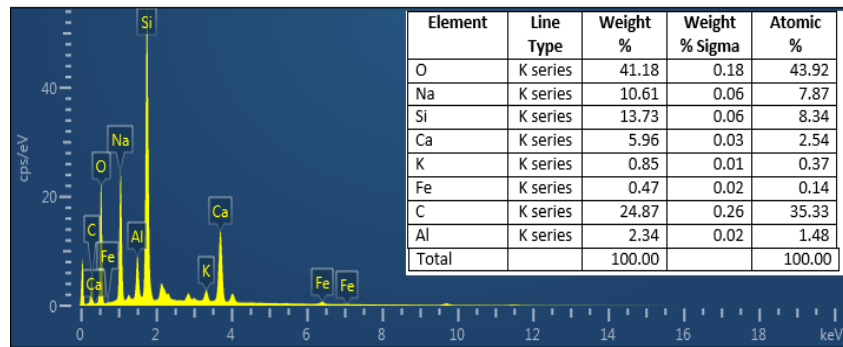 Si
40
cps/eV
Na
O
20
Ca
C
Al
Fe
K
Ca
Fe
Fe
0
0 2 4 6 8 10 12 14 16 18 keV
Element Line Type Weight % Weight % Sigma Atomic %
O K series 41.18 0.18 43.92
Na K series 10.61 0.06 7.87
Si K series 13.73 0.06 8.34
Ca K series 5.96 0.03 2.54
K K series 0.85 0.01 0.37
Fe K series 0.47 0.02 0.14
C K series 24.87 0.26 35.33
Al K series 2.34 0.02 1.48
Total 100.00 100.00